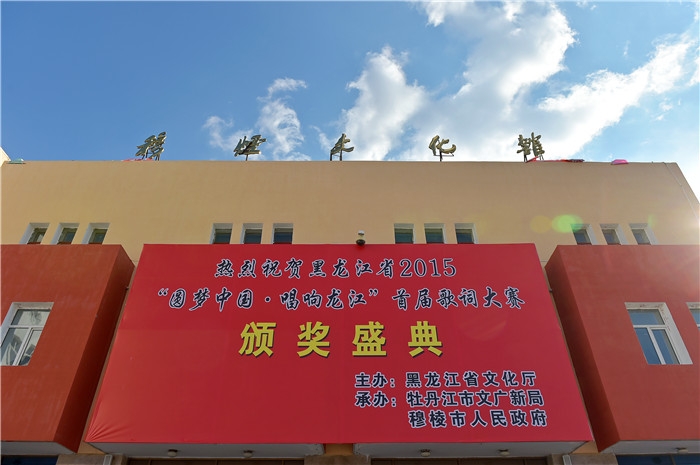 穆棱文化馆
热烈祝贺黑龙江省2015
“圆梦中国·唱响龙江”首届歌词大赛
颁奖盛典
主办：黑龙江省文化厅
承办：牡丹江市文广新局
穆棱市人民政府